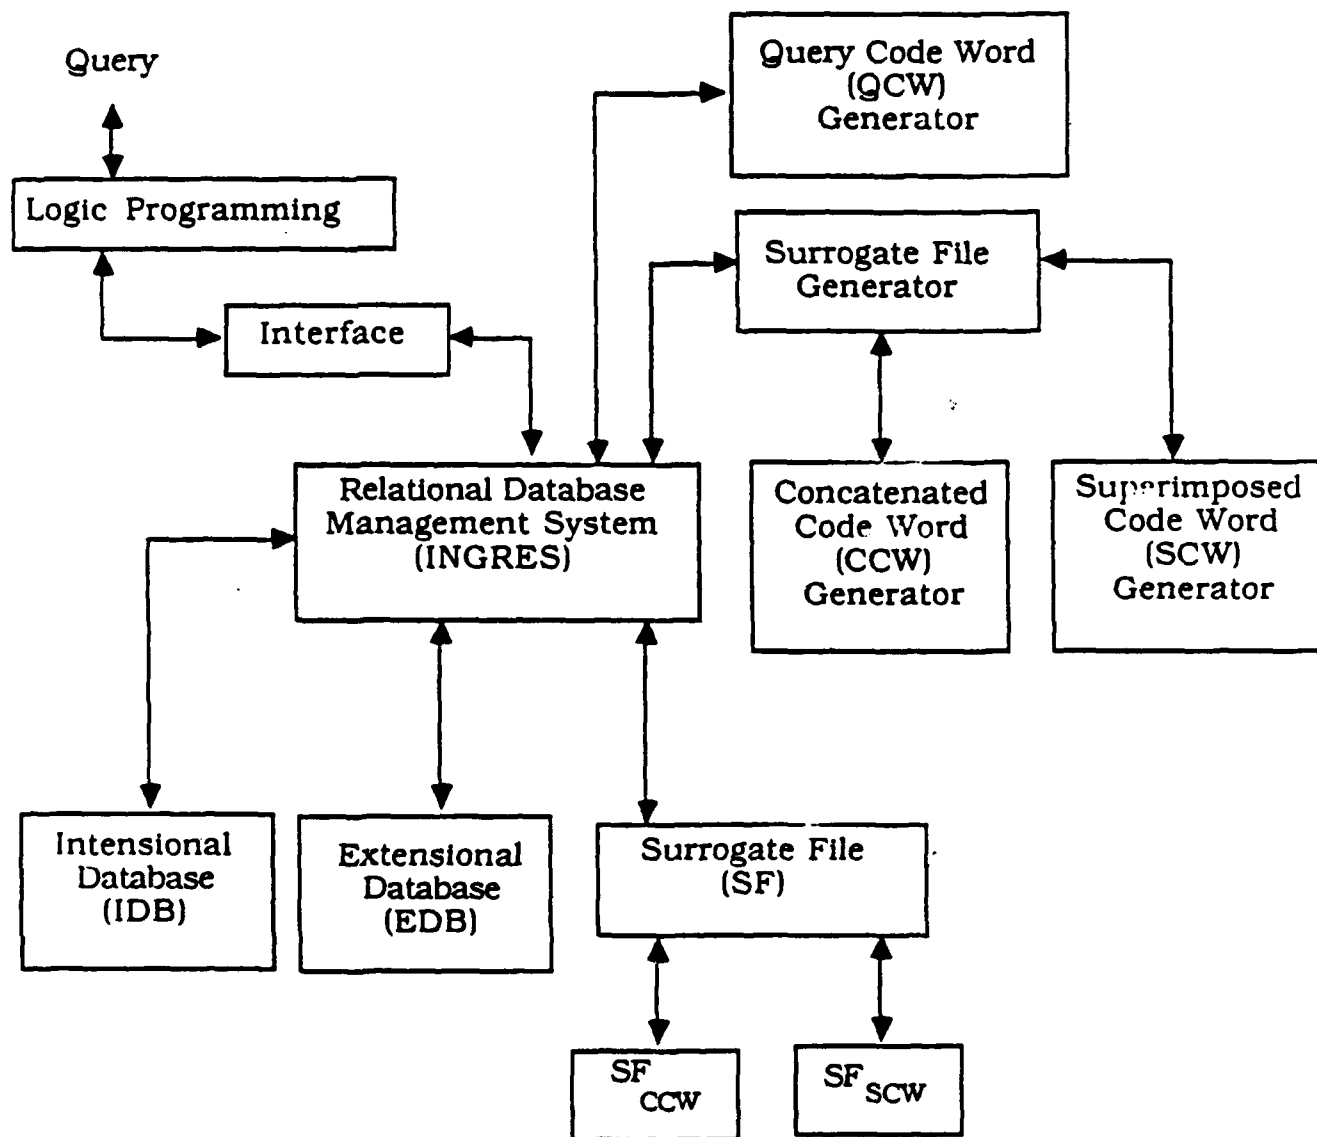 Query
Query Code Word
(QCW)
Generator
Logic Programming
Surrogate File
Generator
Interface
Relational Database
Management System
(INGRES)
Concatenated
Code Word
(CCW)
Generator
Superimposed
Code Word
(SCW)
Generator
Intensional
Database
(IDB)
Extensional
Database
(EDB)
Surrogate File
(SF)
SF CCW
SF SCW